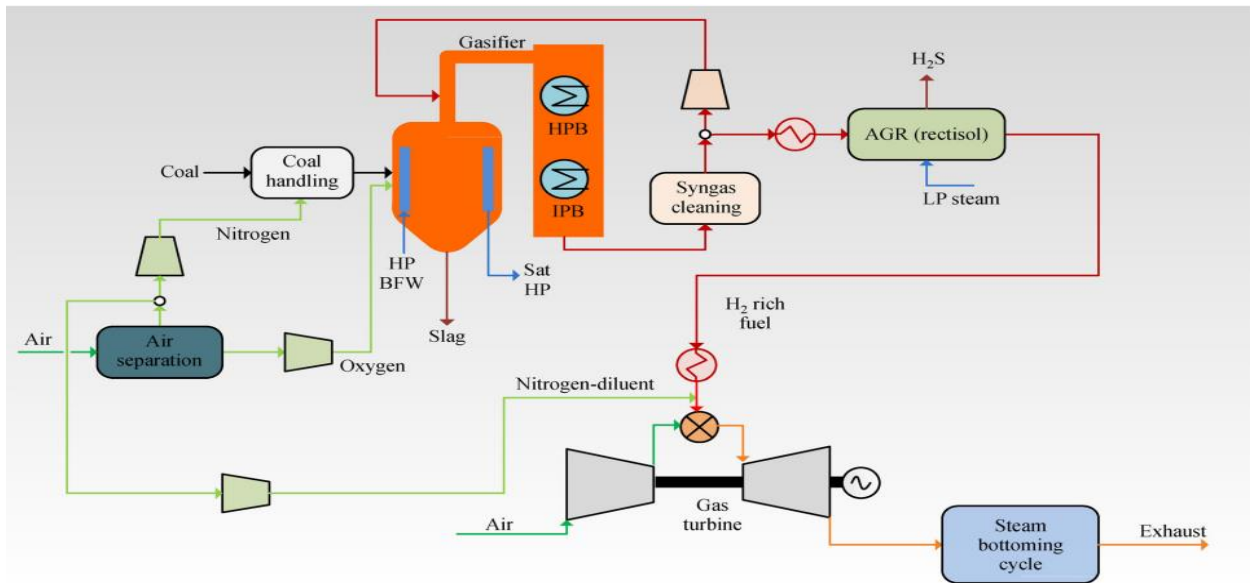 Gasifier
H₂S
HPB
AGR (rectisol)
Coal
Coal
handling
IPB
Syngas
cleaning
LP steam
Nitrogen
HP
BFW
Sat
HP
H₂ rich
fuel
Slag
Air
Air
separation
Oxygen
Nitrogen-diluent
Gas
turbine
Air
Steam
bottoming
cycle
Exhaust